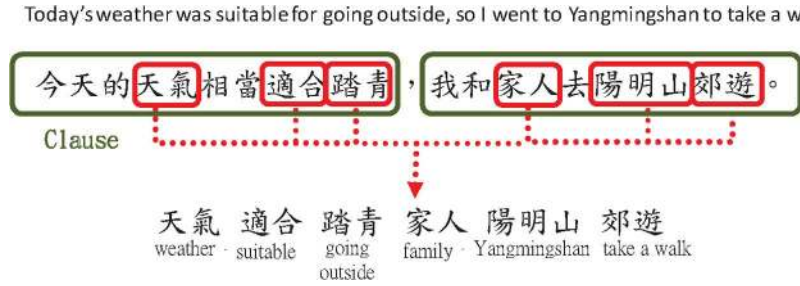 Today's weather was suitable for going outside, so I went to Yangmingshan to take a w
今天的天氣相當適合踏青，我和家人去陽明山郊遊。
Clause
天氣 適合 踏青 家人 陽明山 郊遊
weather · suitable going family · Yangmingshan take a walk
outside